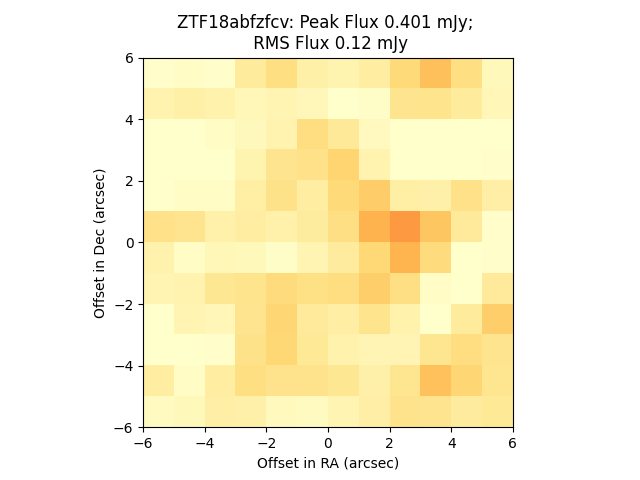 ZTF18abfzfcv: Peak Flux 0.401 mJy;
RMS Flux 0.12 mJy
6
4
2
0
−2
−4
−6
Offset in Dec (arcsec)
−6 −4 −2 0 2 4 6
Offset in RA (arcsec)